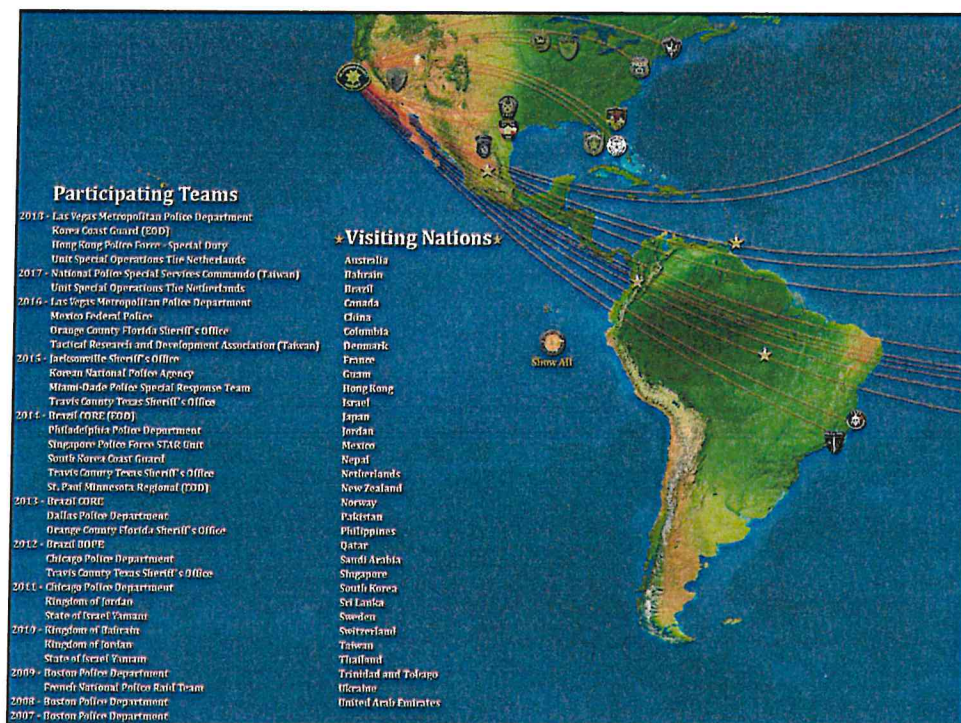 Participating Teams
2018 - Las Vegas Metropolitan Police Department
Korea Coast Guard (EOD)
Hong Kong Police Force - Special Duty
Unit Special Operations The Netherlands
2017 - National Police Special Services Commando (Taiwan)
Unit Special Operations The Netherlands
2016 - Las Vegas Metropolitan Police Department
Mexico Federal Police
Orange County Florida Sheriff's Office
Tactical Research and Development Association (Taiwan)
2015 - Jacksonville Sheriff's Office
Korean National Police Agency
Miami-Dade Police Special Response Team
Travis County Texas Sheriff's Office
2014 - Brazil CORE (EOD)
Philadelphia Police Department
Singapore Police Force STAR Unit
South Korea Coast Guard
Travis County Texas Sheriff's Office
St. Paul Minnesota Regional (EOD)
2013 - Brazil CORE
Dallas Police Department
Orange County Florida Sheriff's Office
2012 - Brazil BOPE
Chicago Police Department
Travis County Texas Sheriff's Office
2011 - Chicago Police Department
Kingdom of Jordan
State of Israel Yamam
2010 - Kingdom of Bahrain
Kingdom of Jordan
State of Israel Yamam
2009 - Boston Police Department
French National Police Raid Team
2008 - Boston Police Department
2007 - Boston Police Department
Visiting Nations
Australia
Bahrain
Brazil
Canada
China
Columbia
Denmark
France
Guam
Hong Kong
Israel
Japan
Jordan
Mexico
Nepal
Netherlands
New Zealand
Norway
Pakistan
Philippines
Qatar
Saudi Arabia
Singapore
South Korea
Sri Lanka
Sweden
Switzerland
Taiwan
Thailand
Trinidad and Tobago
Ukraine
United Arab Emirates
Show All